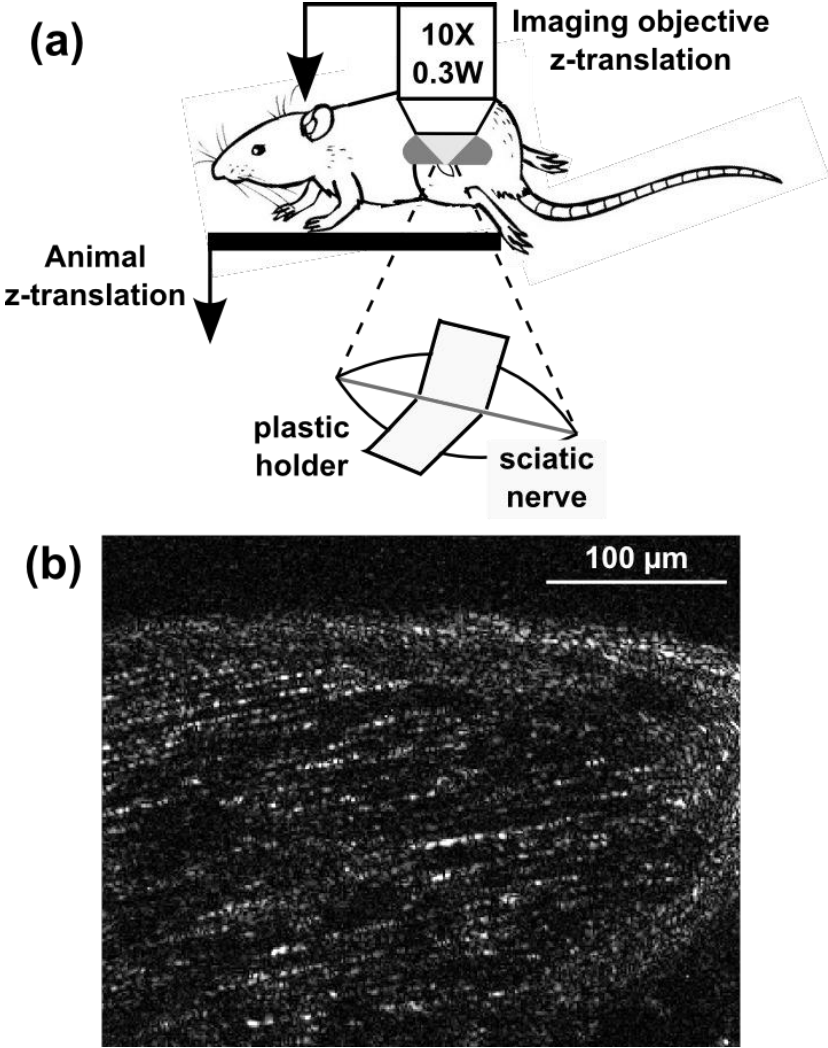 (a)
10X
0.3W
Imaging objective
z-translation
Animal
z-translation
plastic
holder
sciatic
nerve
(b)
100 µm